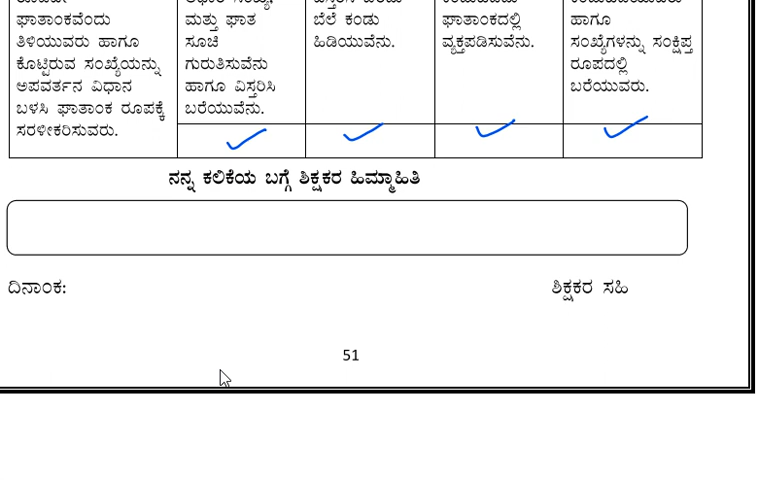 ಘಾತಾಂಕವೆಂದು
ತಿಳಿಯುವರು ಹಾಗೂ
ಕೊಟ್ಟಿರುವ ಸಂಖ್ಯೆಯನ್ನು
ಅಪವರ್ತನ ವಿಧಾನ
ಬಳಸಿ ಘಾತಾಂಕ ರೂಪಕ್ಕೆ
ಸರಳೀಕರಿಸುವರು.
ಮತ್ತು ಘಾತ
ಸೂಚಿ
ಗುರುತಿಸುವೆನು
ಹಾಗೂ ವಿಸ್ತರಿಸಿ
ಬರೆಯುವೆನು.
ಬೆಲೆ ಕಂಡು
ಹಿಡಿಯುವೆನು.
ಘಾತಾಂಕದಲ್ಲಿ
ವ್ಯಕ್ತಪಡಿಸುವೆನು.
ಹಾಗೂ
ಸಂಖ್ಯೆಗಳನ್ನು ಸಂಕ್ಷಿಪ್ತ
ರೂಪದಲ್ಲಿ
ಬರೆಯುವರು.
ನನ್ನ ಕಲಿಕೆಯ ಬಗ್ಗೆ ಶಿಕ್ಷಕರ ಹಿಮ್ಮಾಹಿತಿ
ದಿನಾಂಕ: ಶಿಕ್ಷಕರ ಸಹಿ
51